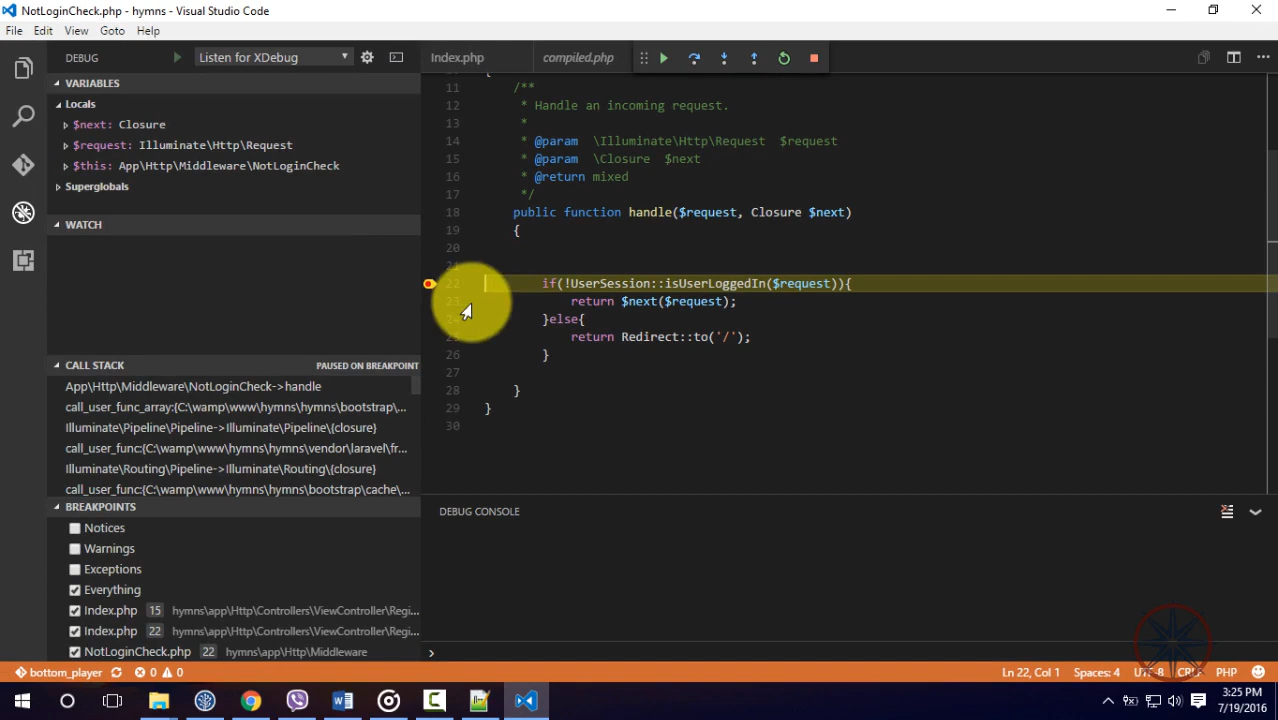 NotLoginCheck.php - hymns - Visual Studio Code
File Edit View Goto Help
DEBUG Listen for XDebug
Index.php compiled.php
VARIABLES
Locals
$next: Closure
$request: Illuminate\Http\Request
$this: App\Http\Middleware\NotLoginCheck
Superglobals
WATCH
CALL STACK PAUSED ON BREAKPOINT
App\Http\Middleware\NotLoginCheck->handle
call_user_func_array:{C:\wamp\www\hymns\hymns\bootstrap\...
Illuminate\Pipeline\Pipeline->Illuminate\Pipeline\{closure}
call_user_func:{C:\wamp\www\hymns\hymns\vendor\laravel\fr...
Illuminate\Routing\Pipeline->Illuminate\Routing\{closure}
call_user_func:{C:\wamp\www\hymns\hymns\bootstrap\cache\...
BREAKPOINTS
Notices
Warnings
Exceptions
Everything
Index.php 15 hymns\app\Http\Controllers\ViewController\Regi...
Index.php 22 hymns\app\Http\Controllers\ViewController\Regi...
NotLoginCheck.php 22 hymns\app\Http\Middleware
{
11 /**
12 * Handle an incoming request.
13 *
14 * @param \Illuminate\Http\Request $request
15 * @param \Closure $next
16 * @return mixed
17 */
18 public function handle($request, Closure $next)
19 {
20
21
22 if(!UserSession::isUserLoggedIn($request)){
23 return $next($request);
24 }else{
25 return Redirect::to('/');
26 }
27
28 }
29 }
30
DEBUG CONSOLE
>
bottom_player 0 0 Ln 22, Col 1 Spaces: 4 UTF-8 CRLF PHP
3:25 PM
7/19/2016